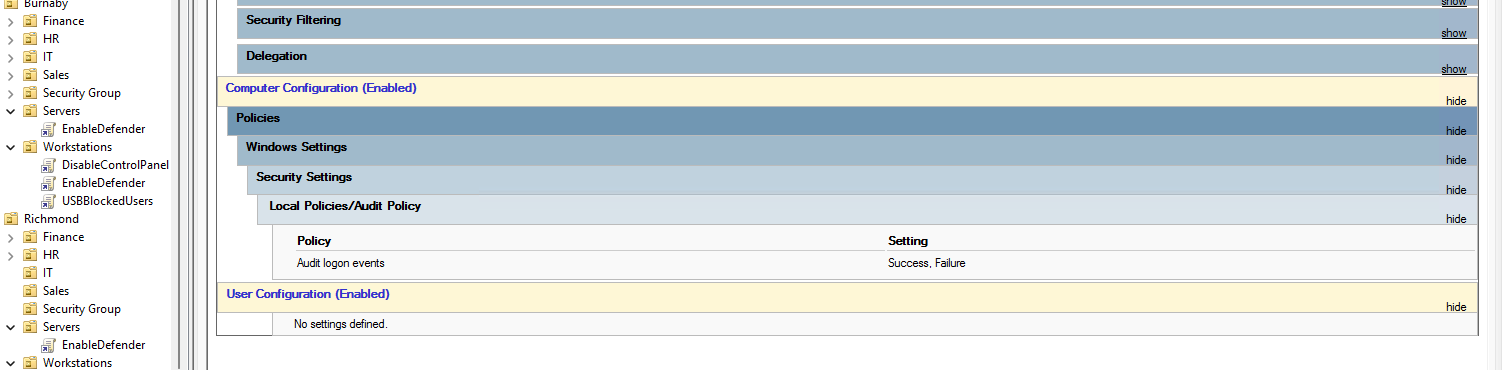 Burnaby
Finance
HR
IT
Sales
Security Group
Servers
EnableDefender
Workstations
DisableControlPanel
EnableDefender
USBBlockedUsers
Richmond
Finance
HR
IT
Sales
Security Group
Servers
EnableDefender
Workstations
show
Security Filtering
show
Delegation
show
Computer Configuration (Enabled)
hide
Policies
hide
Windows Settings
hide
Security Settings
hide
Local Policies/Audit Policy
hide
Policy Setting
Audit logon events Success, Failure
User Configuration (Enabled)
hide
No settings defined.